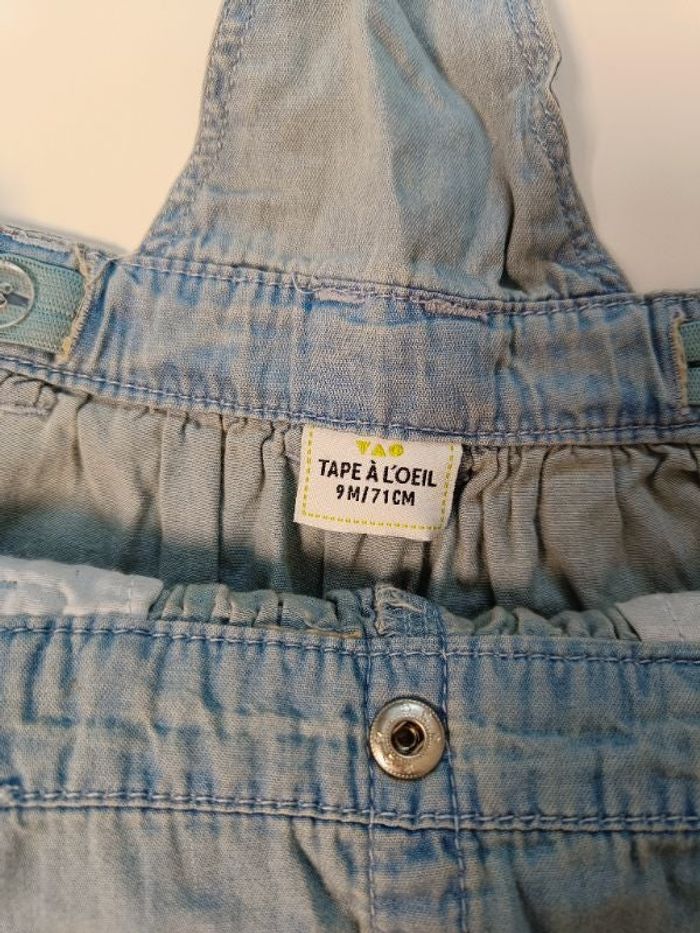 TAO
TAPE À L'OEIL
9M/71CM